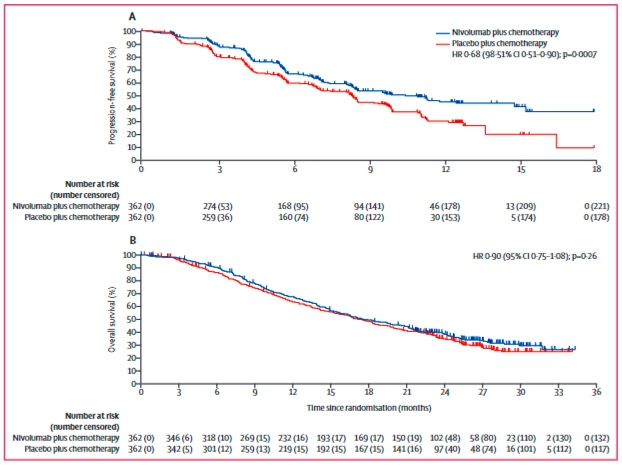 A
Nivolumab plus chemotherapy
Placebo plus chemotherapy
HR 0·68 (98·51% CI 0·51-0·90); p=0·0007
Progression-free survival (%)
100
90
80
70
60
50
40
30
20
10
0
0 3 6 9 12 15 18
Number at risk
(number censored)
Nivolumab plus chemotherapy 362 (0) 274 (53) 168 (95) 94 (141) 46 (178) 13 (209) 0 (221)
Placebo plus chemotherapy 362 (0) 259 (36) 160 (74) 80 (122) 30 (153) 5 (174) 0 (178)
B
HR 0·90 (95% CI 0·75-1·08); p=0·26
Overall survival (%)
100
90
80
70
60
50
40
30
20
10
0
0 3 6 9 12 15 18 21 24 27 30 33 36
Time since randomisation (months)
Number at risk
(number censored)
Nivolumab plus chemotherapy 362 (0) 346 (6) 318 (10) 269 (15) 232 (16) 193 (17) 169 (17) 150 (19) 102 (48) 58 (80) 23 (110) 2 (130) 0 (132)
Placebo plus chemotherapy 362 (0) 342 (5) 301 (12) 259 (13) 219 (15) 192 (15) 167 (15) 141 (16) 97 (40) 48 (74) 16 (101) 5 (112) 0 (117)